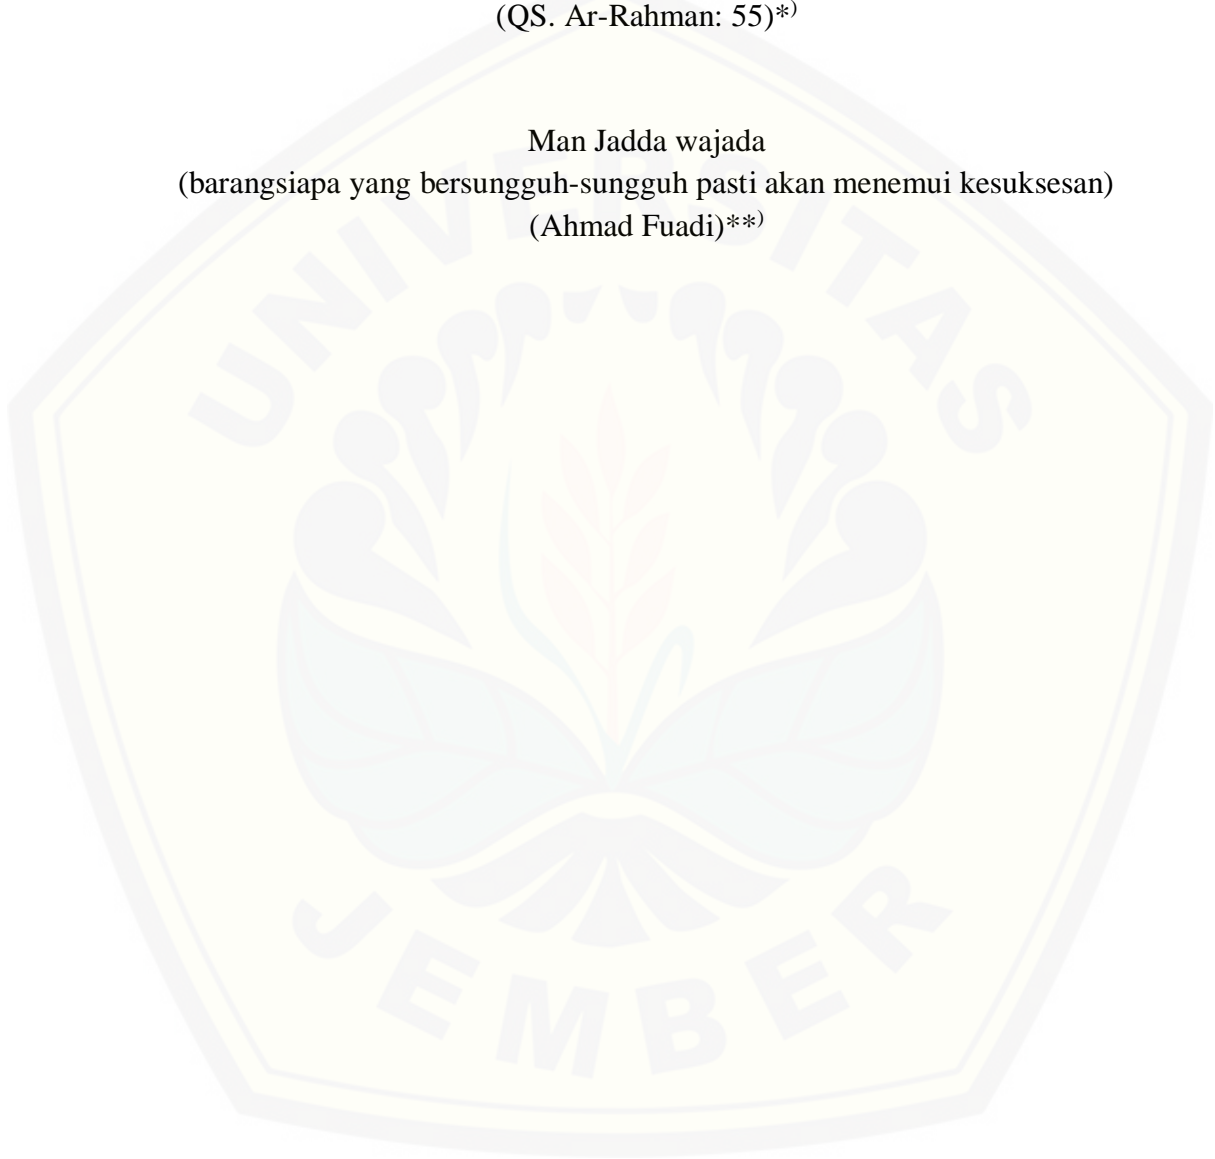 (QS. Ar-Rahman: 55)*)
Man Jadda wajada
(barangsiapa yang bersungguh-sungguh pasti akan menemui kesuksesan)
(Ahmad Fuadi)**)
UNIVERSITAS
JEMBER